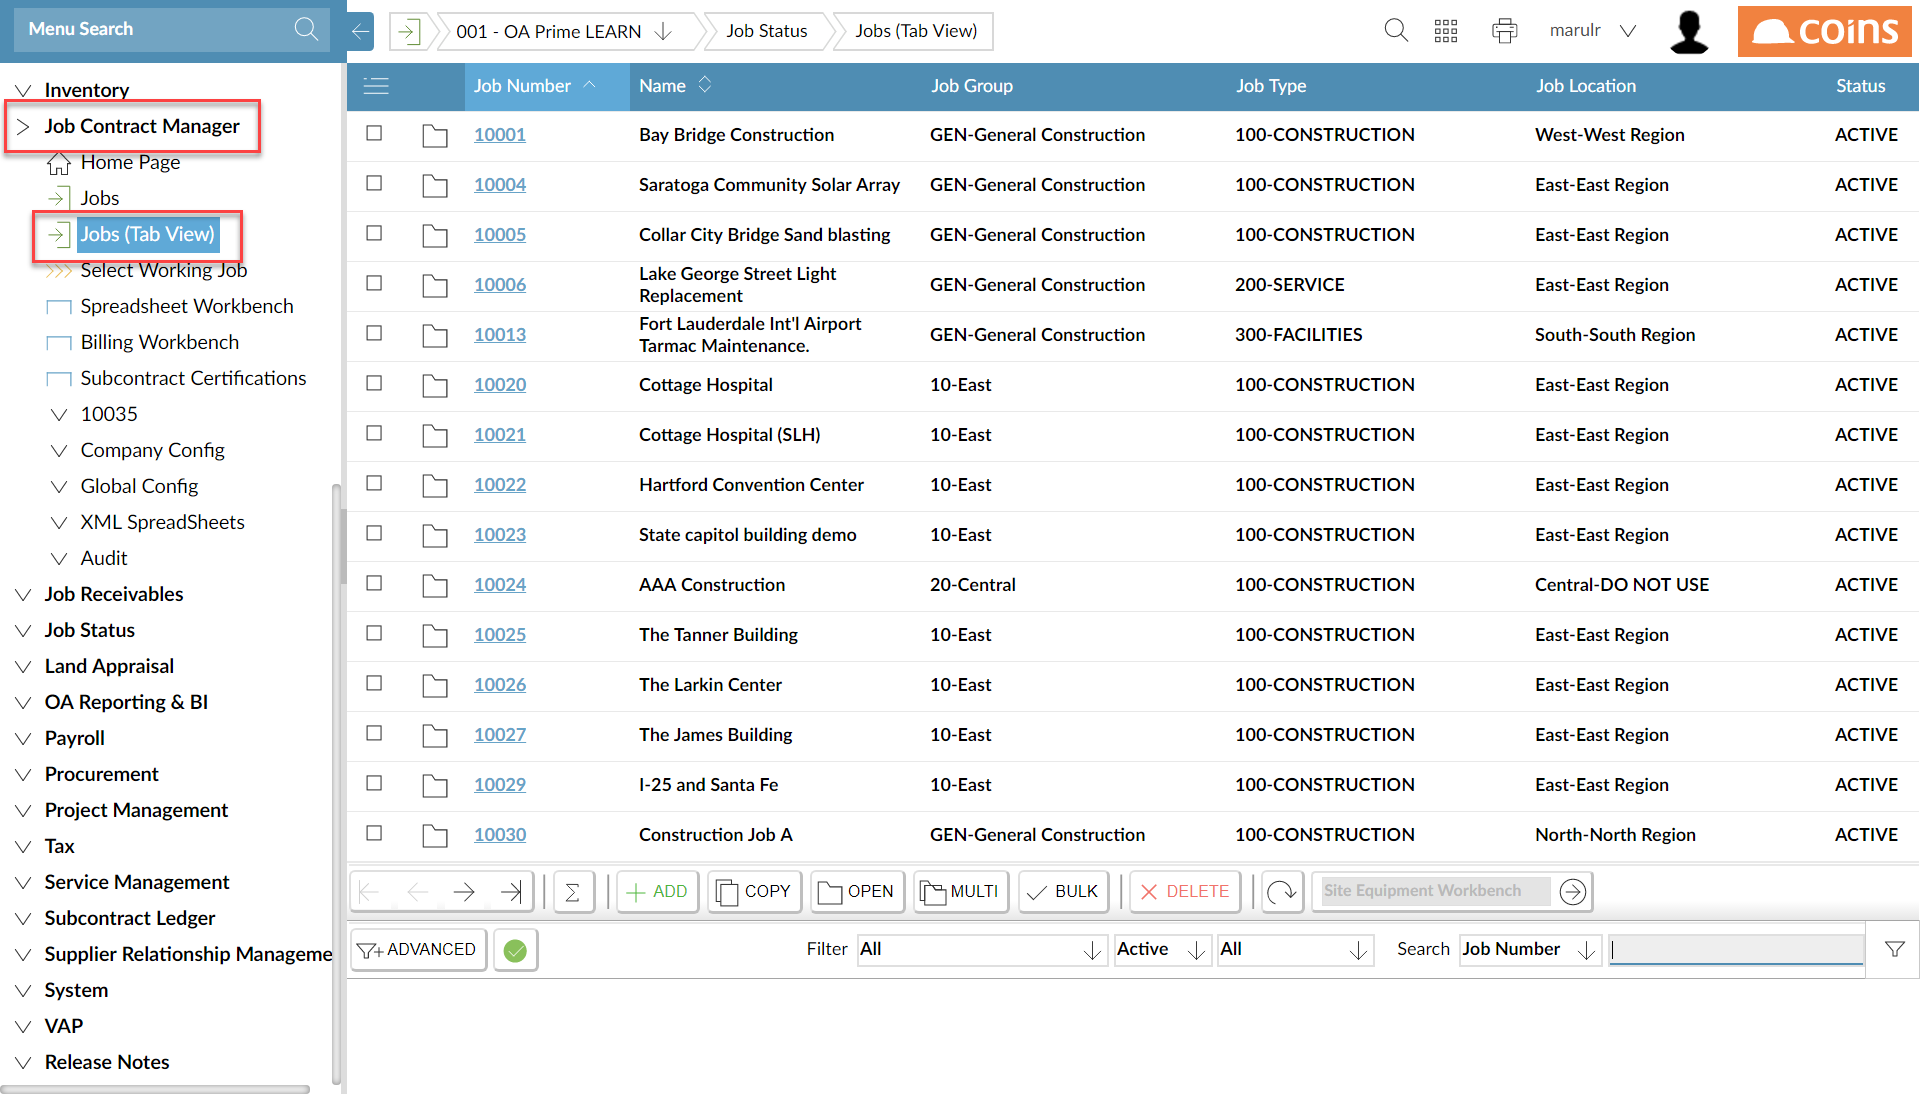 Menu Search
001 - OA Prime LEARN
Job Status
Jobs (Tab View)
marulr
coins
Inventory
Job Contract Manager
Home Page
Jobs
Jobs (Tab View)
Select Working Job
Spreadsheet Workbench
Billing Workbench
Subcontract Certifications
10035
Company Config
Global Config
XML SpreadSheets
Audit
Job Receivables
Job Status
Land Appraisal
OA Reporting & BI
Payroll
Procurement
Project Management
Tax
Service Management
Subcontract Ledger
Supplier Relationship Manageme
System
VAP
Release Notes
Job Number Name Job Group Job Type Job Location Status
10001 Bay Bridge Construction GEN-General Construction 100-CONSTRUCTION West-West Region ACTIVE
10004 Saratoga Community Solar Array GEN-General Construction 100-CONSTRUCTION East-East Region ACTIVE
10005 Collar City Bridge Sand blasting GEN-General Construction 100-CONSTRUCTION East-East Region ACTIVE
10006 Lake George Street Light Replacement GEN-General Construction 200-SERVICE East-East Region ACTIVE
10013 Fort Lauderdale Int'l Airport Tarmac Maintenance. GEN-General Construction 300-FACILITIES South-South Region ACTIVE
10020 Cottage Hospital 10-East 100-CONSTRUCTION East-East Region ACTIVE
10021 Cottage Hospital (SLH) 10-East 100-CONSTRUCTION East-East Region ACTIVE
10022 Hartford Convention Center 10-East 100-CONSTRUCTION East-East Region ACTIVE
10023 State capitol building demo 10-East 100-CONSTRUCTION East-East Region ACTIVE
10024 AAA Construction 20-Central 100-CONSTRUCTION Central-DO NOT USE ACTIVE
10025 The Tanner Building 10-East 100-CONSTRUCTION East-East Region ACTIVE
10026 The Larkin Center 10-East 100-CONSTRUCTION East-East Region ACTIVE
10027 The James Building 10-East 100-CONSTRUCTION East-East Region ACTIVE
10029 I-25 and Santa Fe 10-East 100-CONSTRUCTION East-East Region ACTIVE
10030 Construction Job A GEN-General Construction 100-CONSTRUCTION North-North Region ACTIVE
Σ ADD COPY OPEN MULTI BULK DELETE Site Equipment Workbench
ADVANCED Filter All Active All Search Job Number